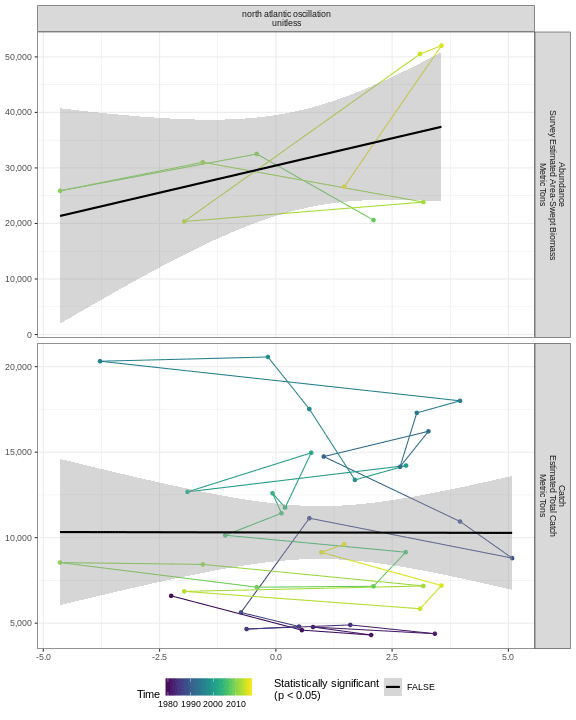 north atlantic oscillation
unitless
50,000
40,000
30,000
20,000
10,000
0
Abundance
Survey Estimated Area-Swept Biomass
Metric Tons
20,000
15,000
10,000
5,000
Catch
Estimated Total Catch
Metric Tons
-5.0 -2.5 0.0 2.5 5.0
Time
1980 1990 2000 2010
Statistically significant
(p < 0.05)
FALSE